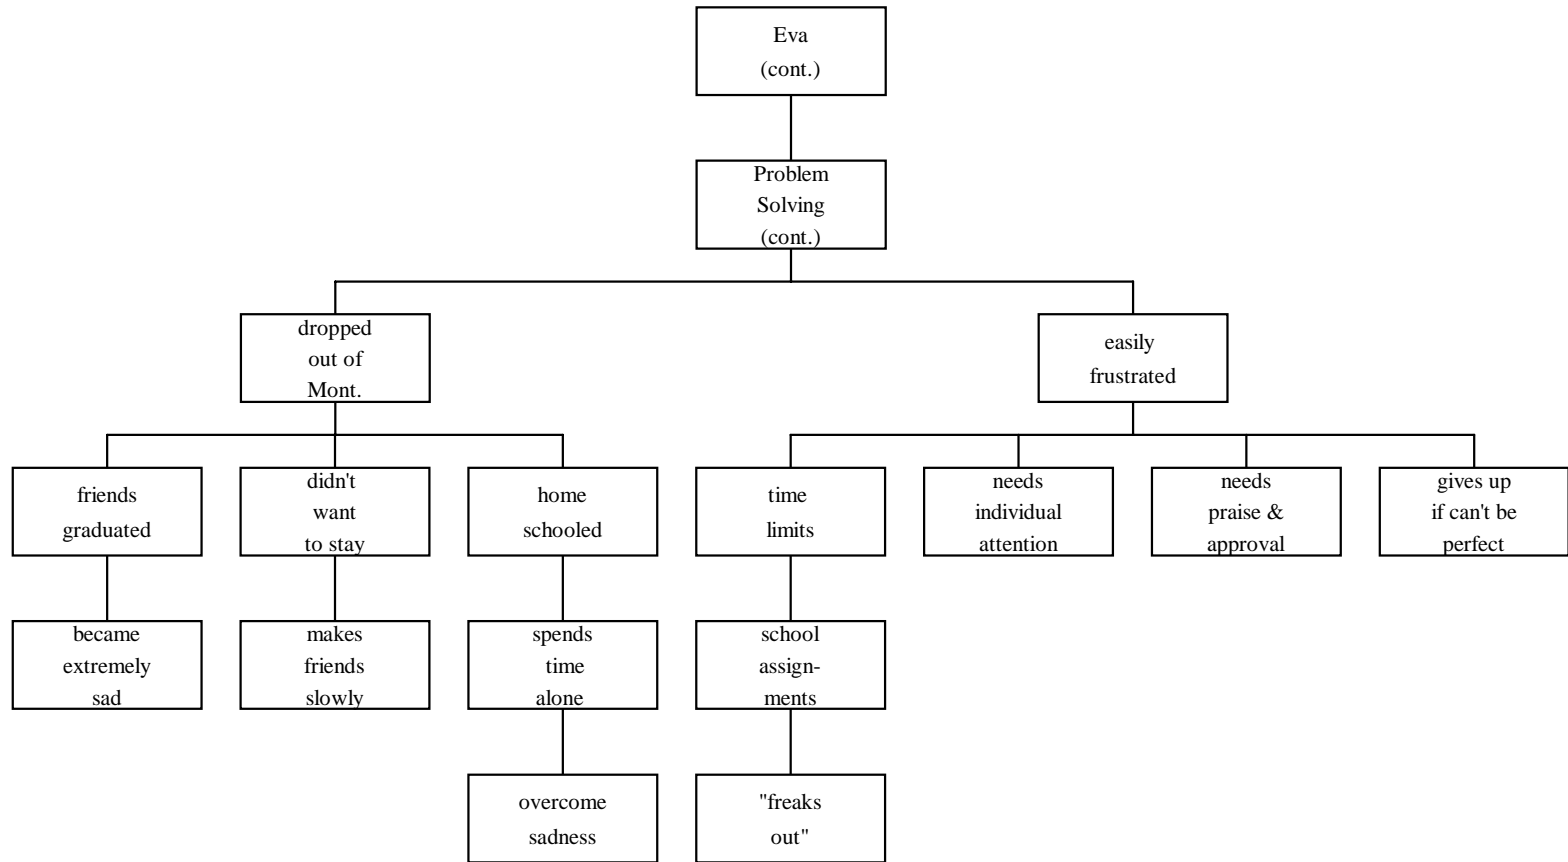 Eva
(cont.)
Problem
Solving
(cont.)
dropped
out of
Mont.
easily
frustrated
friends
graduated
didn't
want
to stay
home
schooled
time
limits
needs
individual
attention
needs
praise &
approval
gives up
if can't be
perfect
became
extremely
sad
makes
friends
slowly
spends
time
alone
school
assign-
ments
overcome
sadness
"freaks
out"